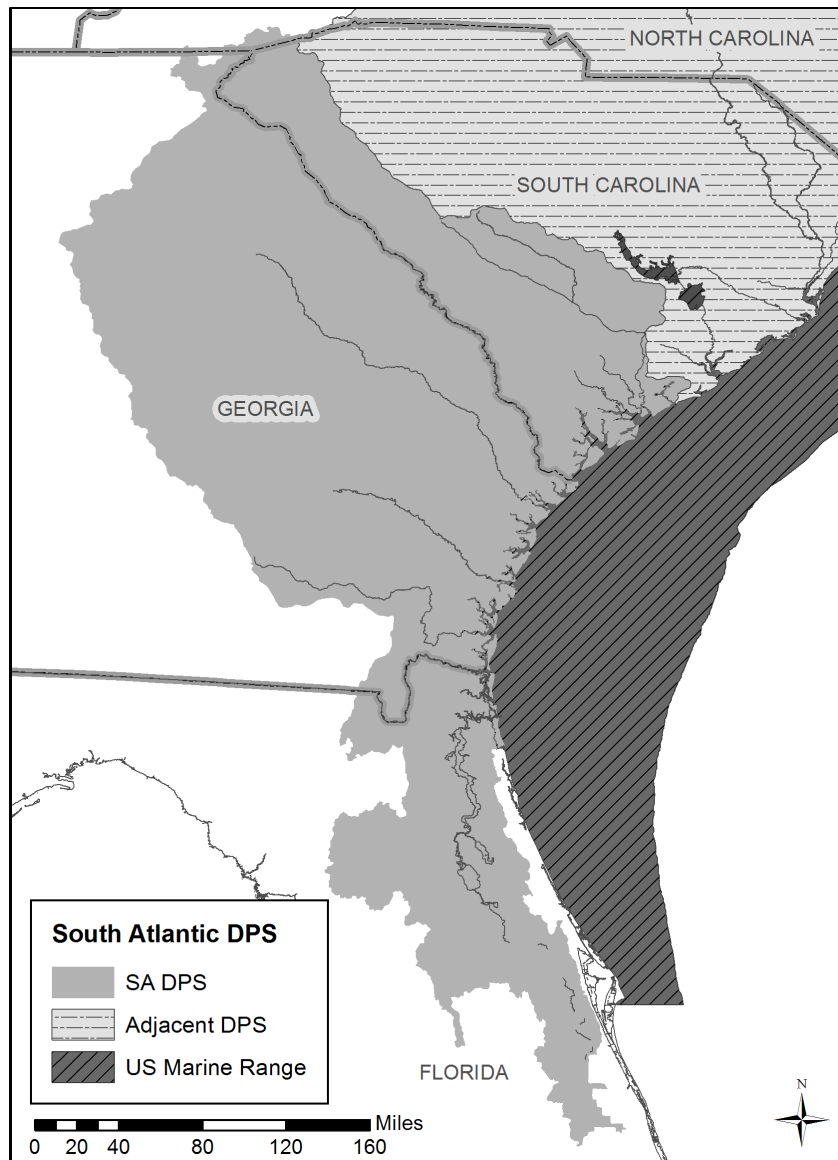 NORTH CAROLINA
SOUTH CAROLINA
GEORGIA
South Atlantic DPS
SA DPS
Adjacent DPS
US Marine Range
FLORIDA
N
Miles
0 20 40 80 120 160